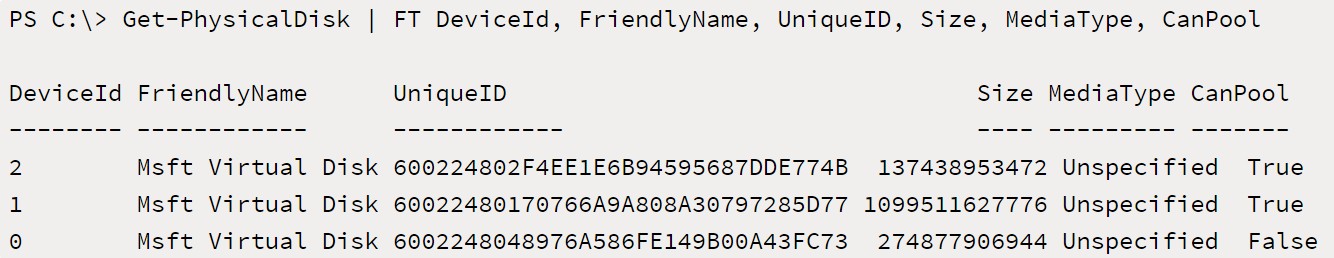 PS C:\> Get-PhysicalDisk | FT DeviceId, FriendlyName, UniqueID, Size, MediaType, CanPool
DeviceId FriendlyName      UniqueID                                 Size MediaType CanPool
-------- ------------      ------------                             ---- --------- -------
2        Msft Virtual Disk 600224802F4EE1E6B94595687DDE774B  137438953472 Unspecified  True
1        Msft Virtual Disk 60022480170766A9A808A30797285D77 1099511627776 Unspecified  True
0        Msft Virtual Disk 6002248048976A586FE149B00A43FC73  274877906944 Unspecified  False